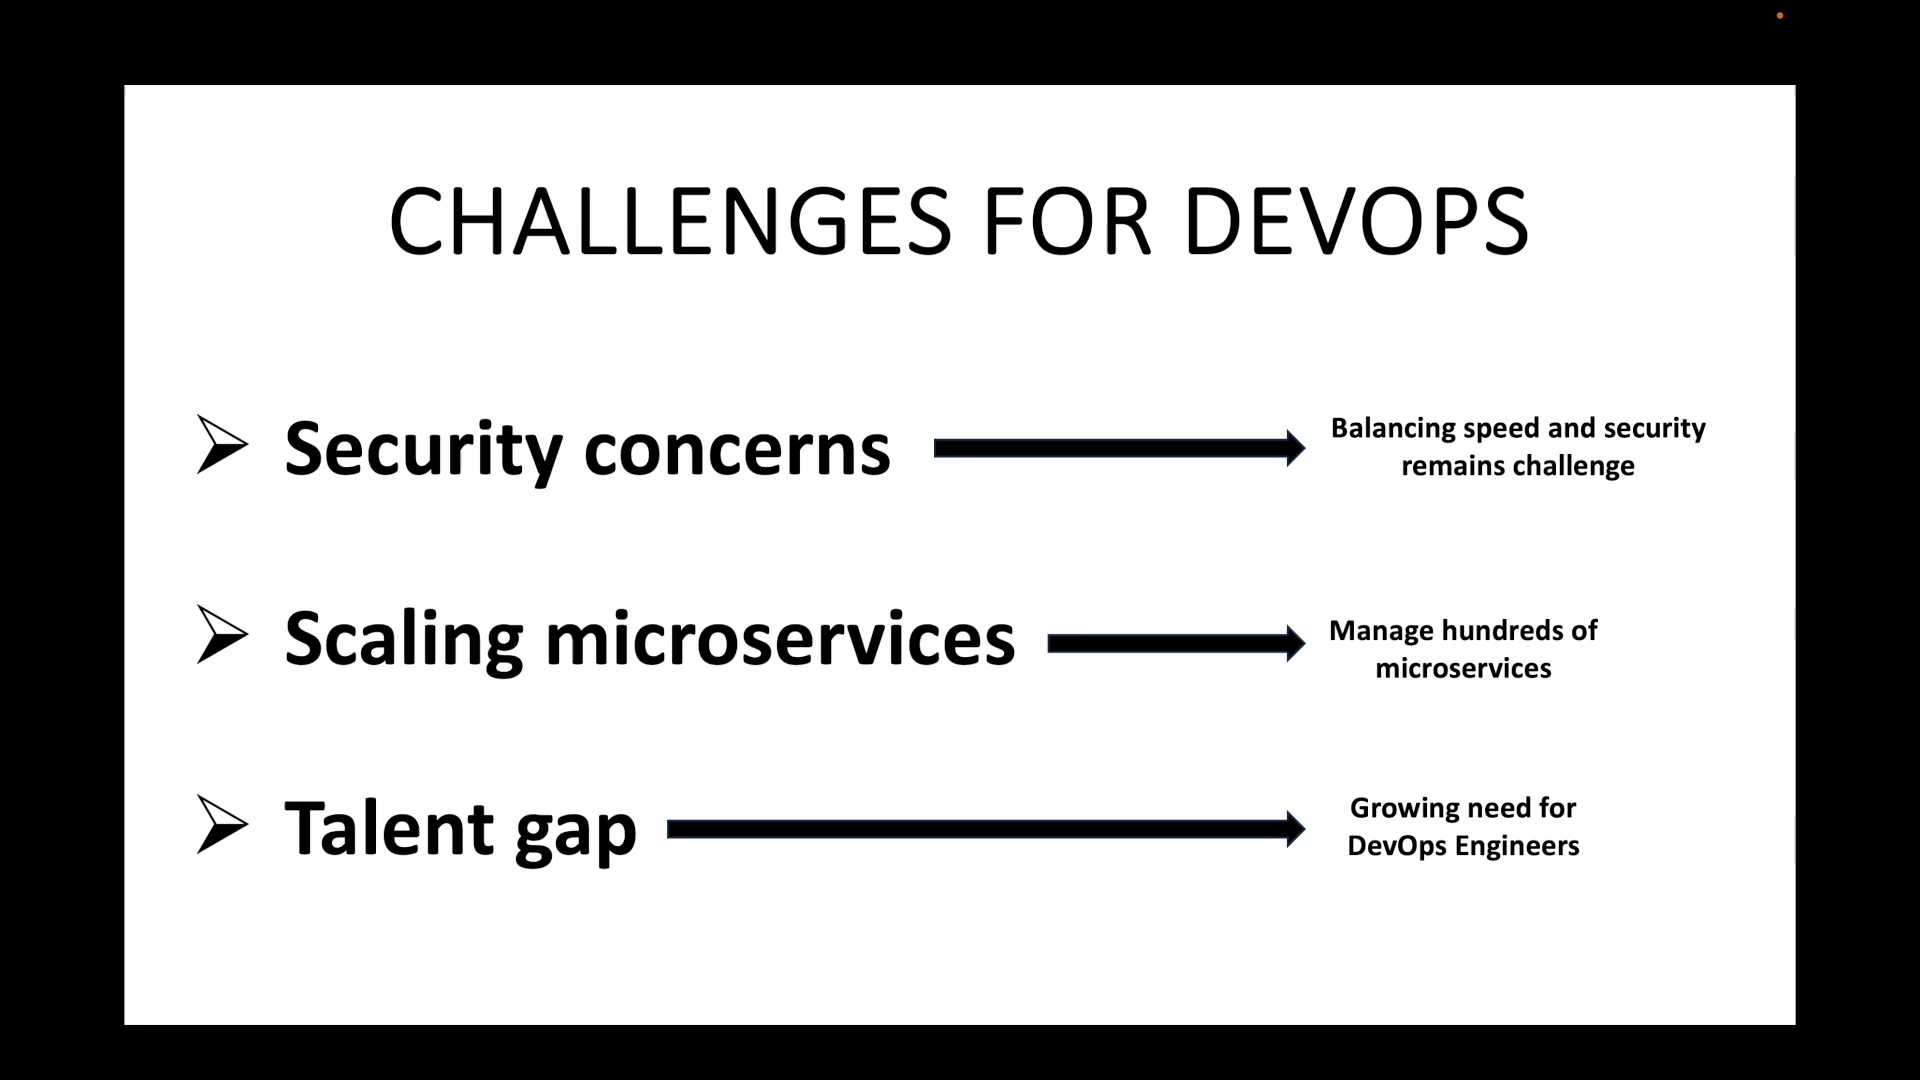 CHALLENGES FOR DEVOPS
Security concerns
Balancing speed and security
remains challenge
Scaling microservices
Manage hundreds of
microservices
Talent gap
Growing need for
DevOps Engineers